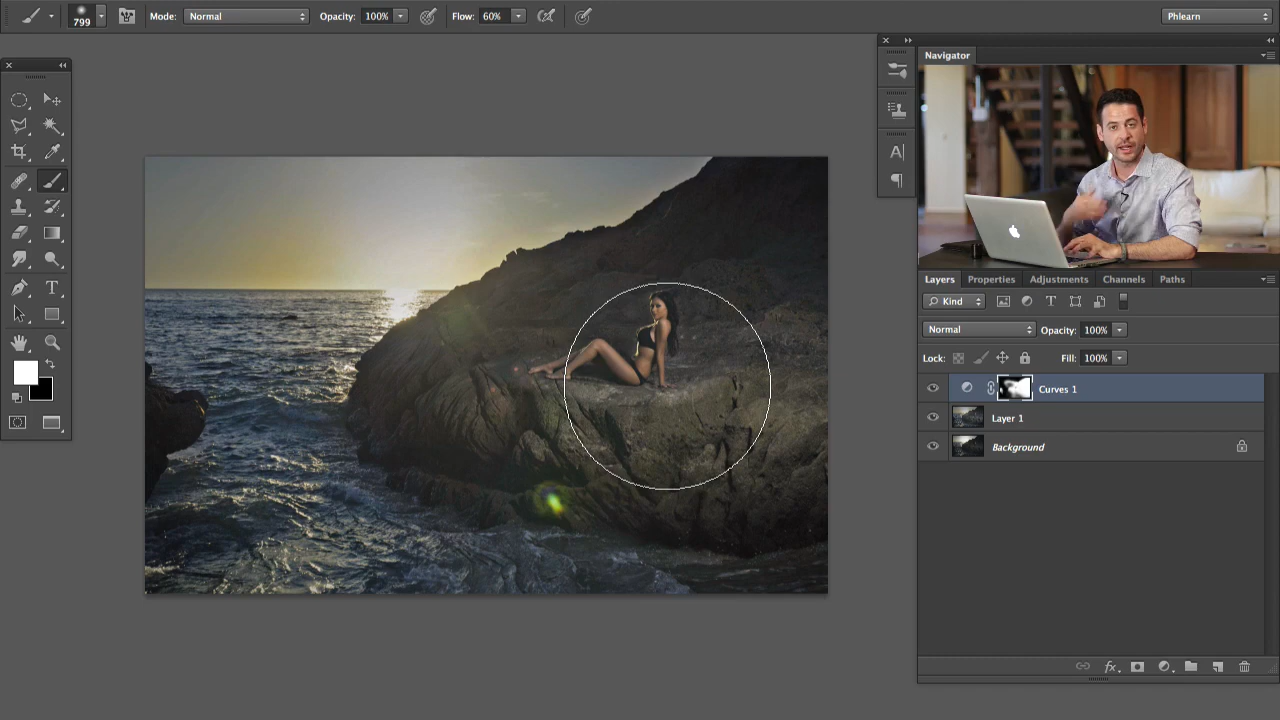 799 Mode: Normal Opacity: 100% Flow: 60% Phlearn
Navigator
Layers Properties Adjustments Channels Paths
Kind
Normal Opacity: 100%
Lock: Fill: 100%
Curves 1
Layer 1
Background